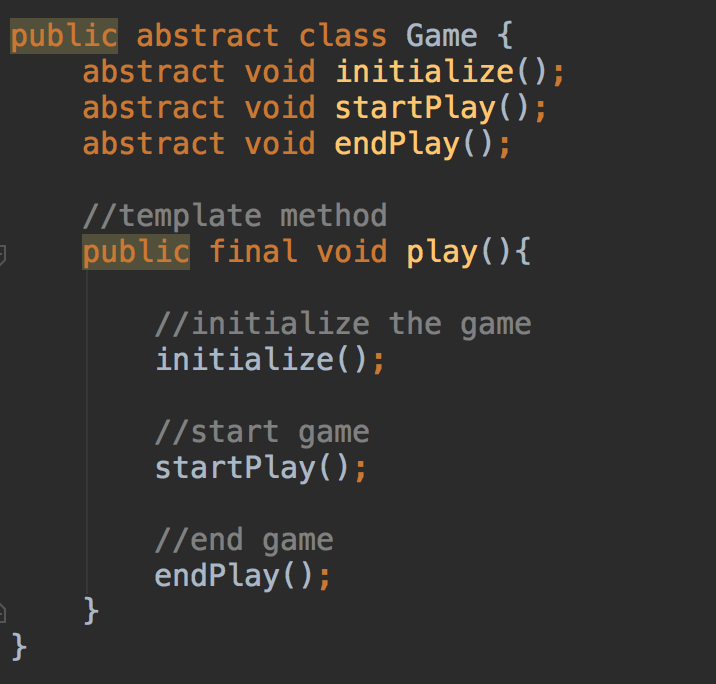 public abstract class Game {
    abstract void initialize();
    abstract void startPlay();
    abstract void endPlay();

    //template method
    public final void play(){

        //initialize the game
        initialize();

        //start game
        startPlay();

        //end game
        endPlay();
    }
}